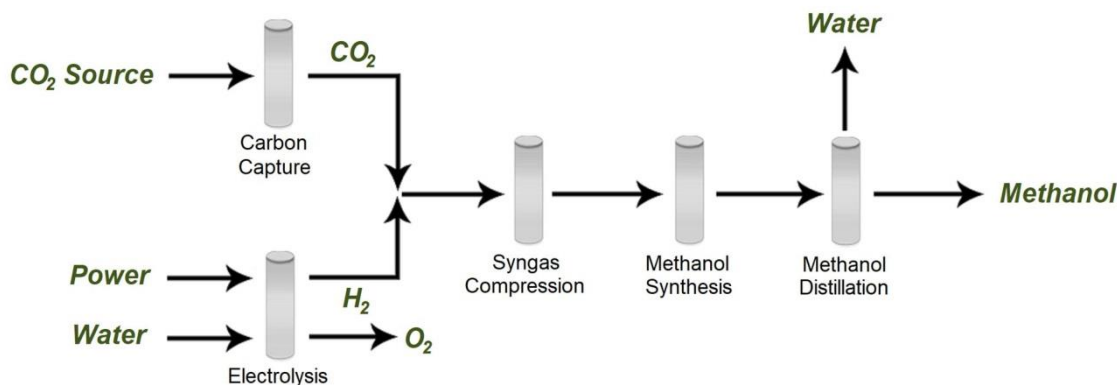 Water
CO₂ Source
CO₂
Carbon
Capture
Methanol
Syngas
Compression
Methanol
Synthesis
Methanol
Distillation
Power
H₂
Water
O₂
Electrolysis